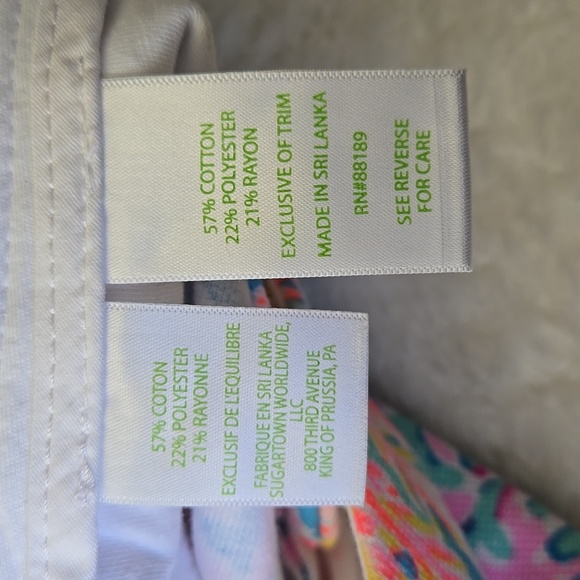 57% COTTON
22% POLYESTER
21% RAYON
EXCLUSIVE OF TRIM
MADE IN SRI LANKA
RN#88189
SEE REVERSE
FOR CARE
57% COTON
22% POLYESTER
21% RAYONNE
EXCLUSIF DE L'EQUILIBRE
FABRIQUE EN SRI LANKA
SUGARTOWN WORLDWIDE,
LLC
800 THIRD AVENUE
KING OF PRUSSIA, PA